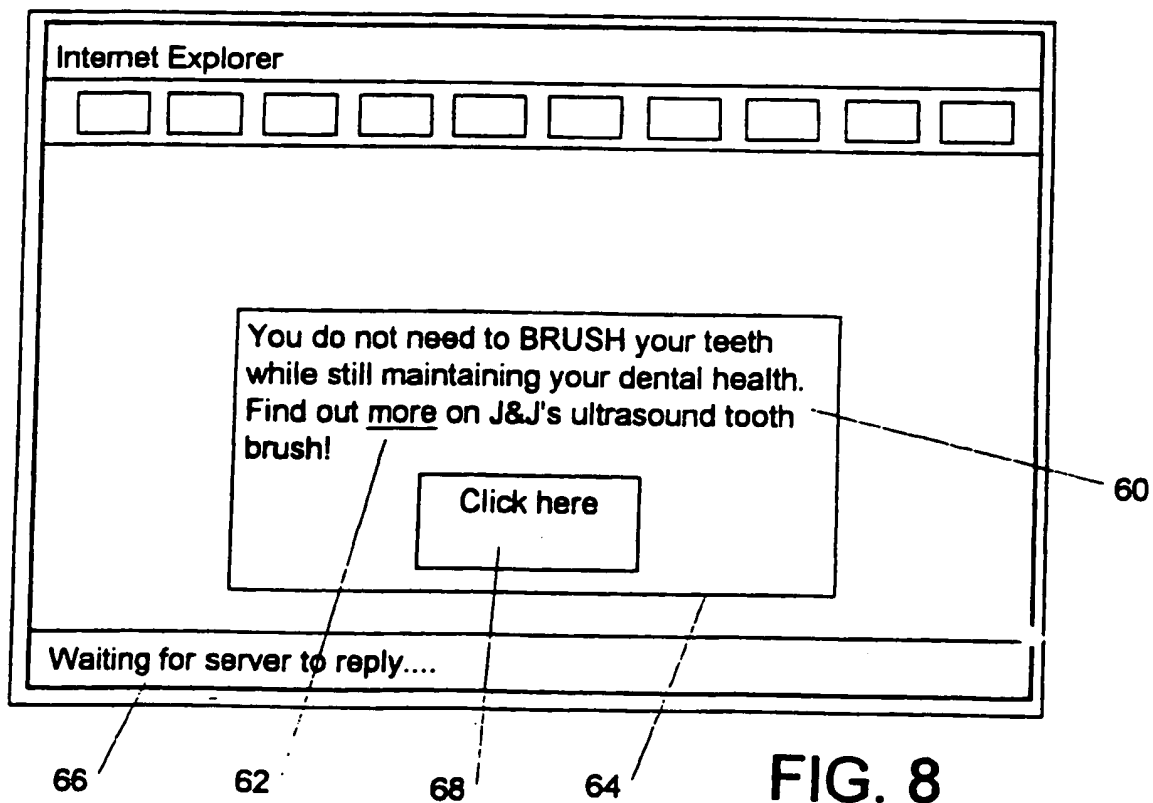 Internet Explorer
You do not need to BRUSH your teeth
while still maintaining your dental health.
Find out more on J&J's ultrasound tooth
brush!
Click here
60
Waiting for server to reply....
66
62
68
64
FIG. 8